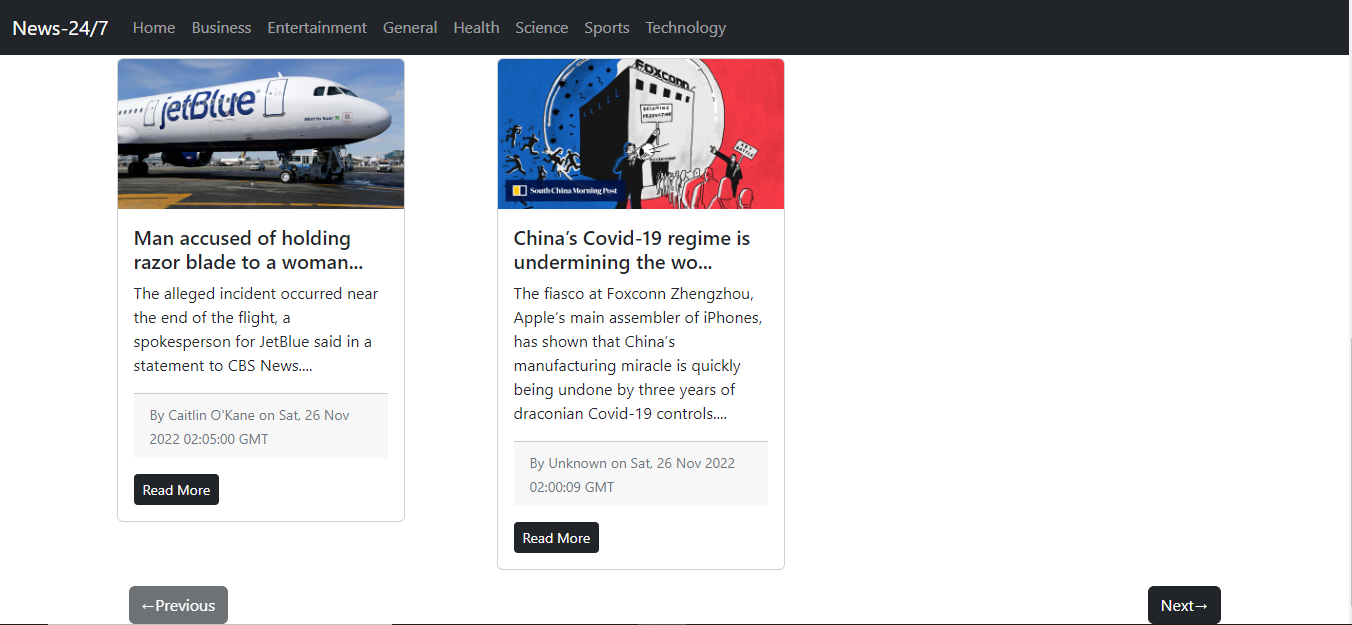 News-24/7 Home Business Entertainment General Health Science Sports Technology
jetBlue
FOXCONN
South China Morning Post
Man accused of holding
razor blade to a woman...
The alleged incident occurred near
the end of the flight, a
spokesperson for JetBlue said in a
statement to CBS News....
By Caitlin O'Kane on Sat, 26 Nov
2022 02:05:00 GMT
Read More
China's Covid-19 regime is
undermining the wo...
The fiasco at Foxconn Zhengzhou,
Apple's main assembler of iPhones,
has shown that China's
manufacturing miracle is quickly
being undone by three years of
draconian Covid-19 controls....
By Unknown on Sat, 26 Nov 2022
02:00:09 GMT
Read More
←Previous
Next→